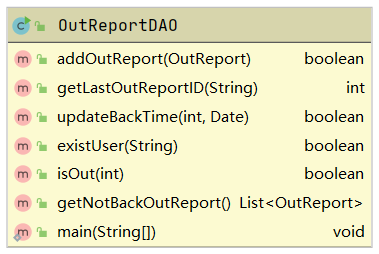 OutReportDAO
addOutReport(OutReport) boolean
getLastOutReportID(String) int
updateBackTime(int, Date) boolean
existUser(String) boolean
isOut(int) boolean
getNotBackOutReport() List<OutReport>
main(String[]) void